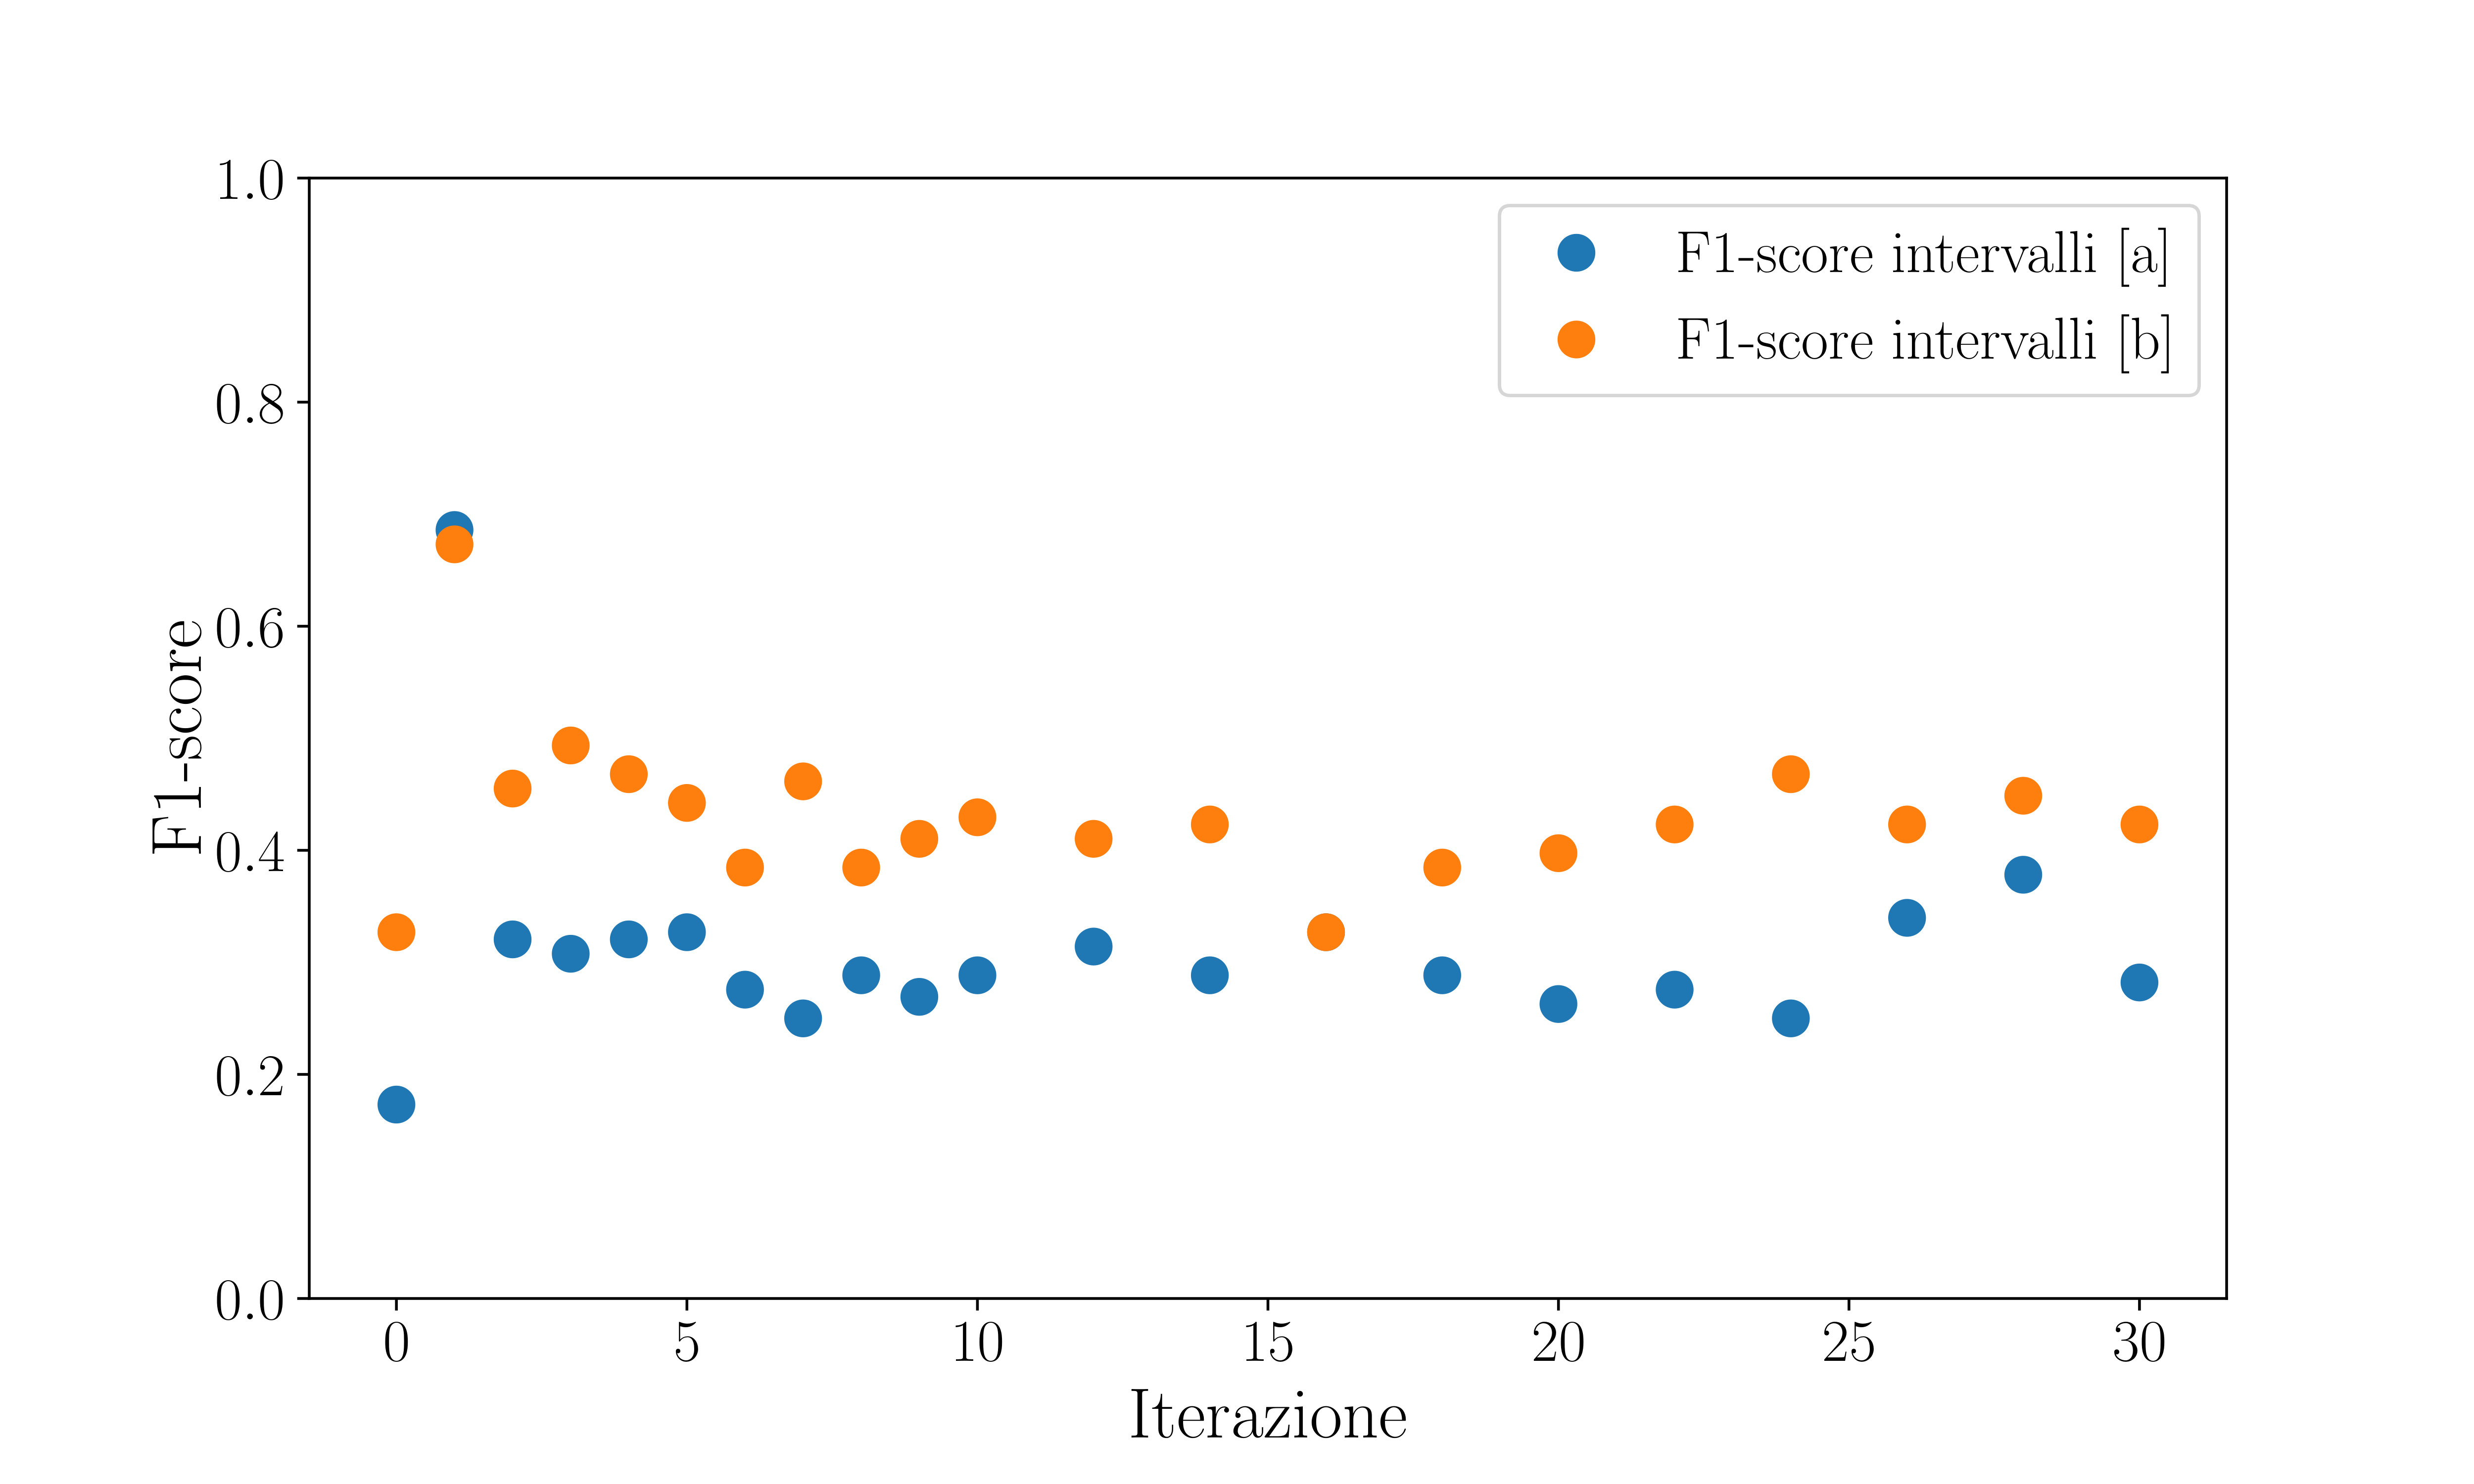 1.0
0.8
0.6
0.4
0.2
0.0
F1-score
F1-score intervalli [a]
F1-score intervalli [b]
0 5 10 15 20 25 30
Iterazione